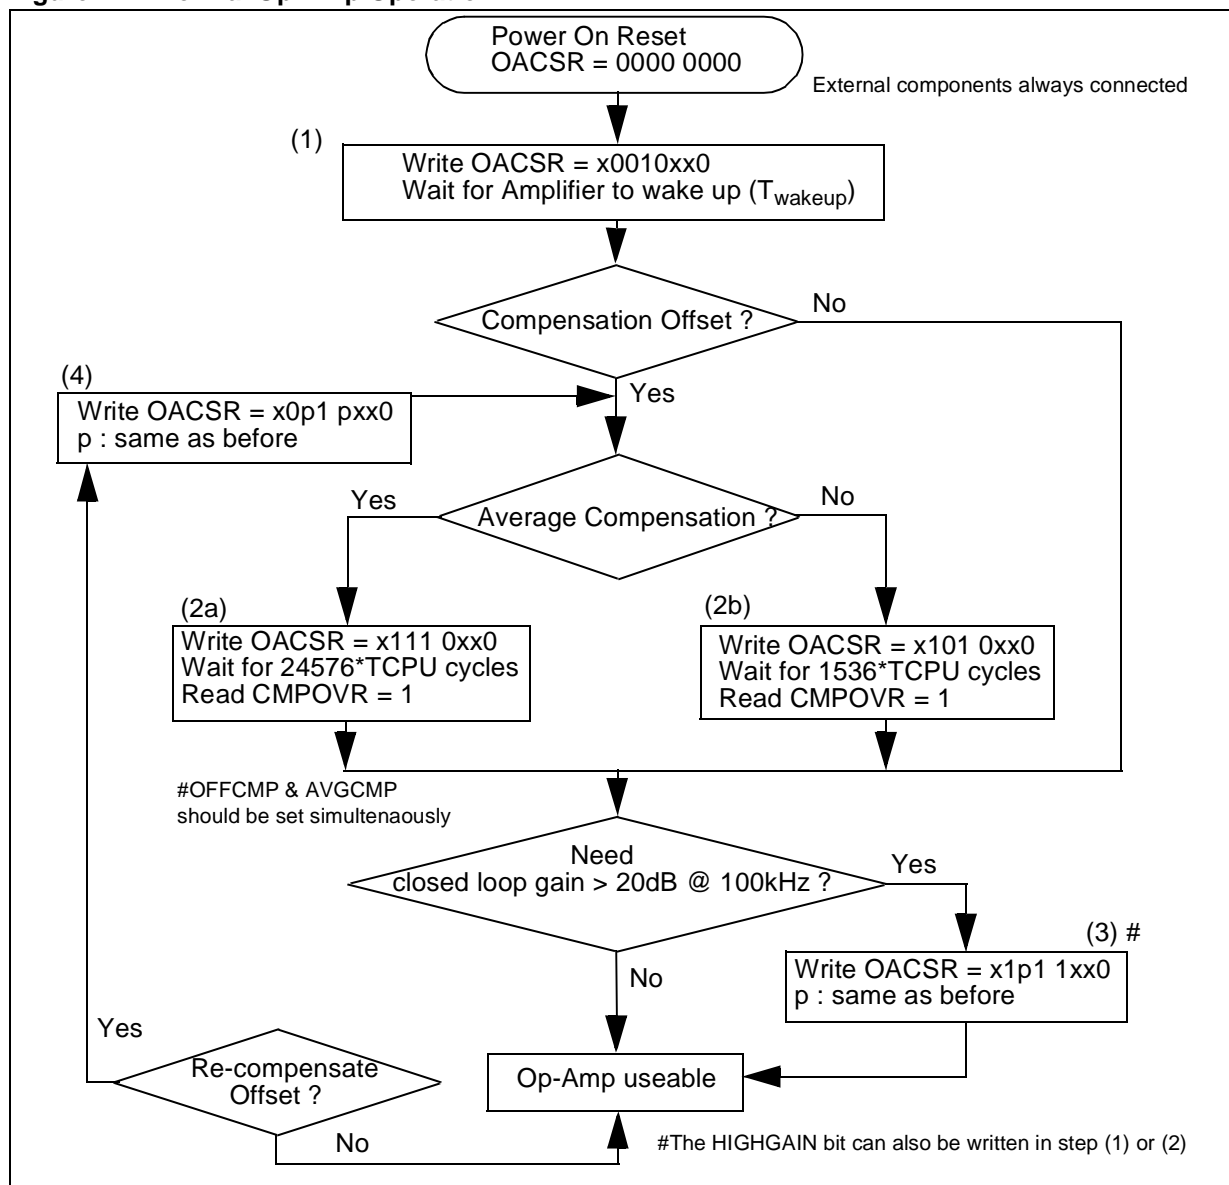 Power On Reset
OACSR = 0000 0000
External components always connected
(1)
Write OACSR = x0010xx0
Wait for Amplifier to wake up (Twakeup)
Compensation Offset ?
No
Yes
(4)
Write OACSR = x0p1 pxx0
p : same as before
Average Compensation ?
Yes
No
(2a)
Write OACSR = x111 0xx0
Wait for 24576*TCPU cycles
Read CMPOVR = 1
(2b)
Write OACSR = x101 0xx0
Wait for 1536*TCPU cycles
Read CMPOVR = 1
#OFFCMP & AVGCMP
should be set simultenaously
Need
closed loop gain > 20dB @ 100kHz ?
Yes
No
(3) #
Write OACSR = x1p1 1xx0
p : same as before
Yes
Re-compensate
Offset ?
No
Op-Amp useable
#The HIGHGAIN bit can also be written in step (1) or (2)